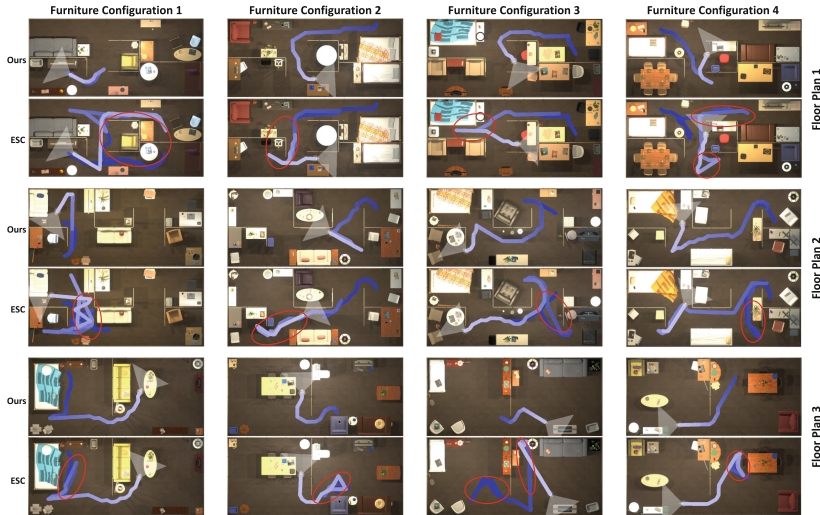 Furniture Configuration 1 Furniture Configuration 2 Furniture Configuration 3 Furniture Configuration 4
Ours
ESC
Floor Plan 1
Ours
ESC
Floor Plan 2
Ours
ESC
Floor Plan 3